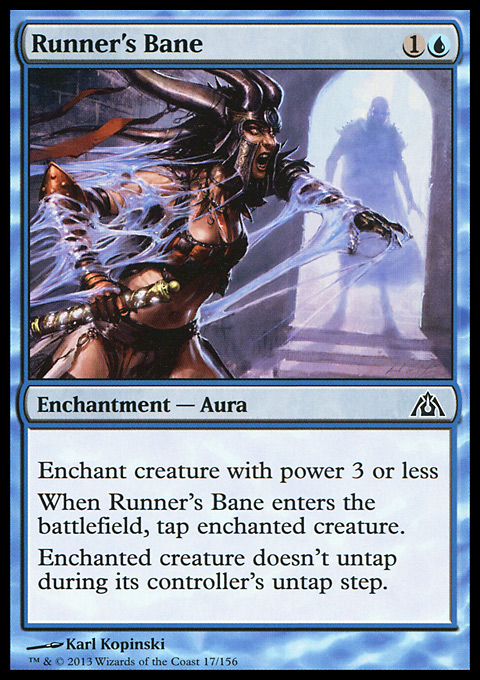 Runner's Bane 1
Enchantment — Aura
Enchant creature with power 3 or less
When Runner's Bane enters the
battlefield, tap enchanted creature.
Enchanted creature doesn't untap
during its controller's untap step.
Karl Kopinski
™ & © 2013 Wizards of the Coast 17/156